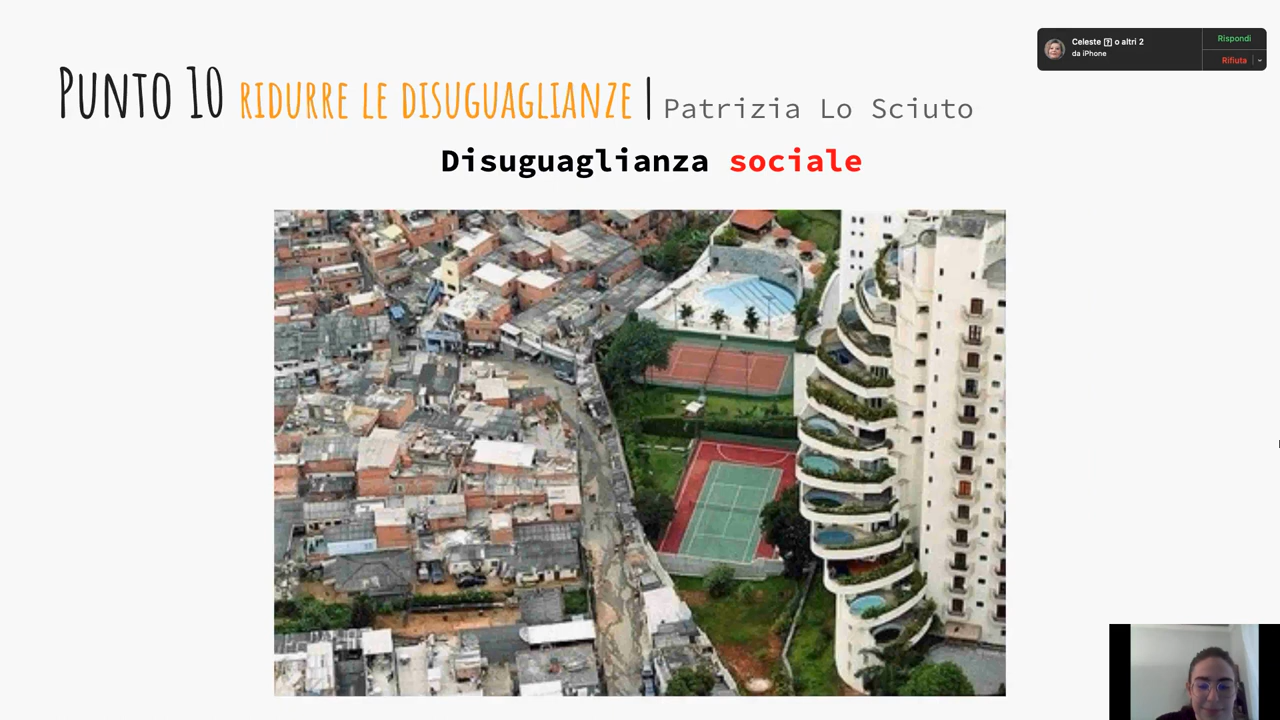 Punto 10 ridurre le disuguaglianze | Patrizia Lo Sciuto
Disuguaglianza sociale
Celeste ? o altri 2
da iPhone
Rispondi
Rifiuta